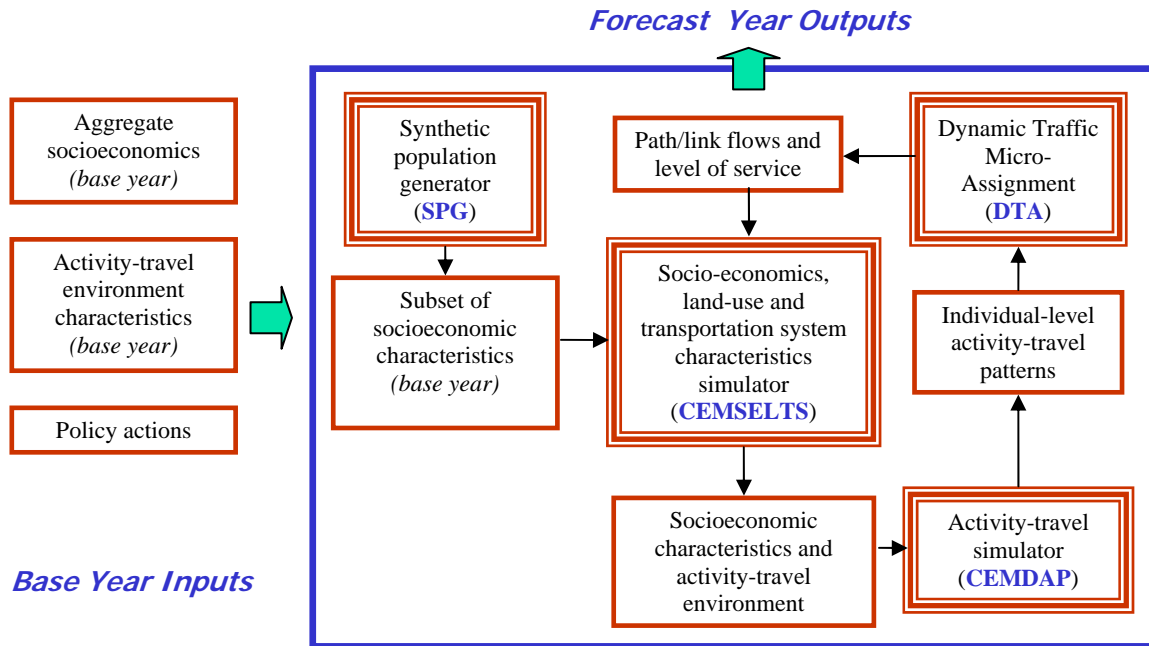 Forecast Year Outputs
Aggregate
socioeconomics
(base year)
Activity-travel
environment
characteristics
(base year)
Policy actions
Base Year Inputs
Synthetic
population
generator
(SPG)
Subset of
socioeconomic
characteristics
(base year)
Path/link flows and
level of service
Socio-economics,
land-use and
transportation system
characteristics
simulator
(CEMSELTS)
Socioeconomic
characteristics and
activity-travel
environment
Dynamic Traffic
Micro-
Assignment
(DTA)
Individual-level
activity-travel
patterns
Activity-travel
simulator
(CEMDAP)